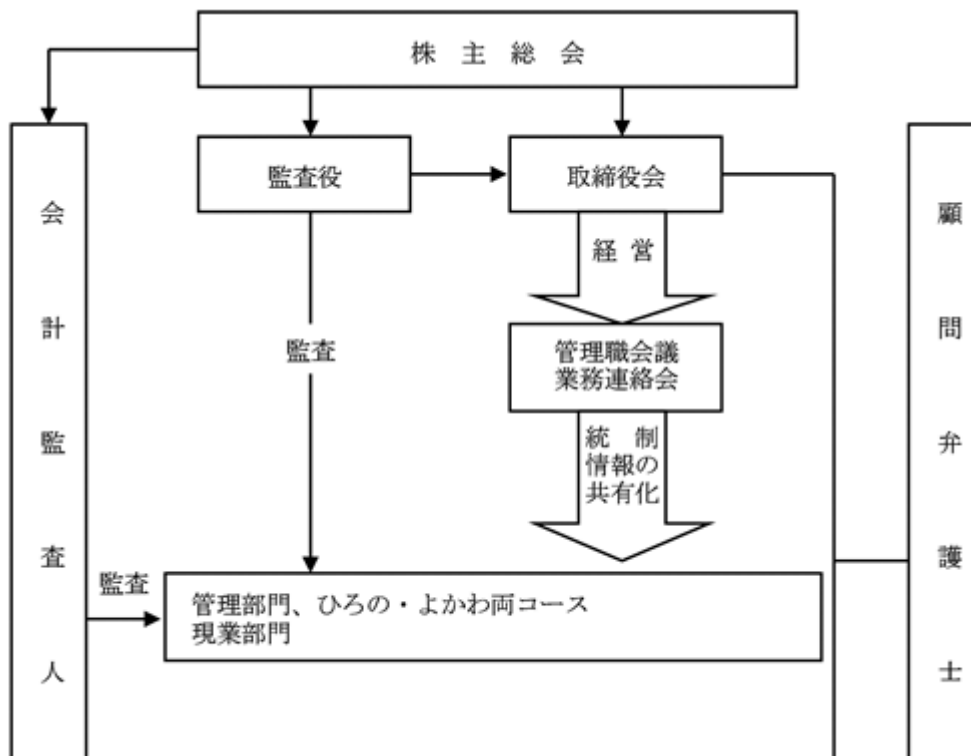 株主総会
監査役
取締役会
経営
管理職会議
業務連絡会
監査
統制
情報の
共有化
会計監査人
監査
管理部門、ひろの・よかわ両コース
現業部門
顧問弁護士